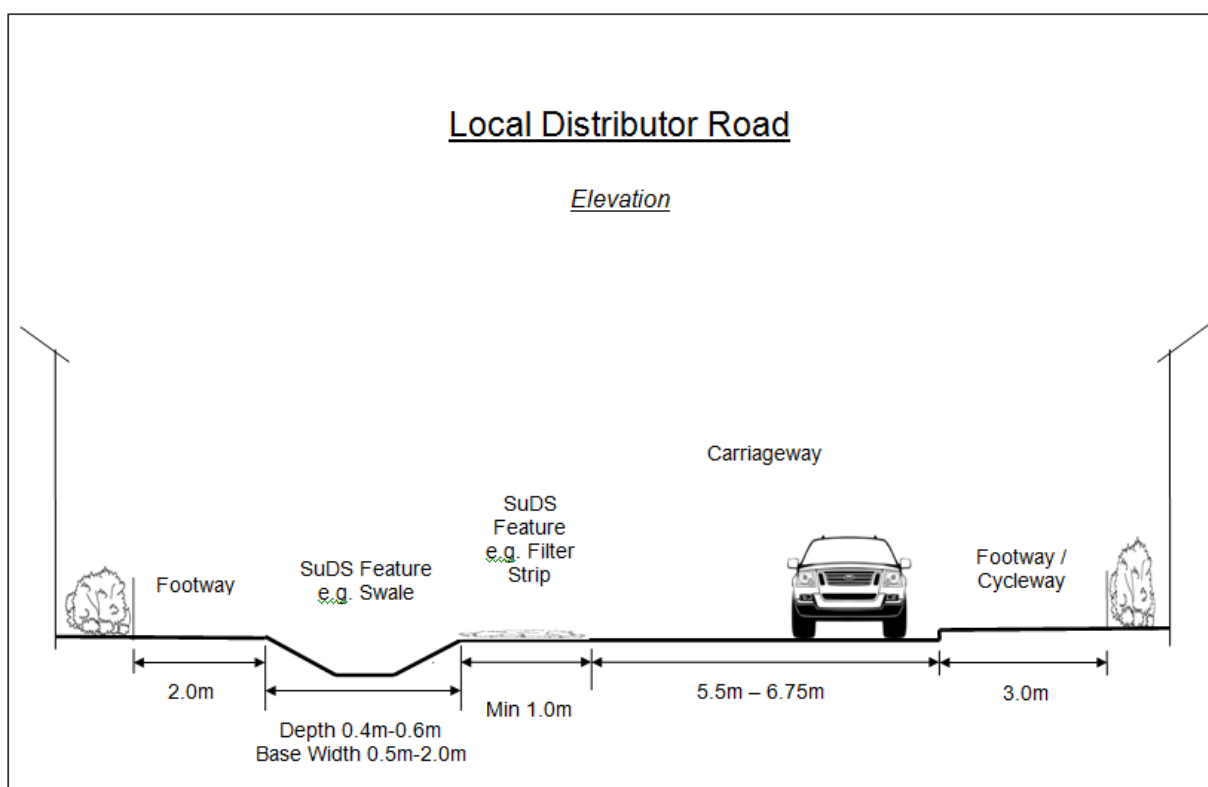 Local Distributor Road
Elevation
Carriageway
SuDS
Feature
e.g. Filter
Strip
Footway
SuDS Feature
e.g. Swale
Footway /
Cycleway
2.0m
Depth 0.4m-0.6m
Base Width 0.5m-2.0m
Min 1.0m
5.5m – 6.75m
3.0m